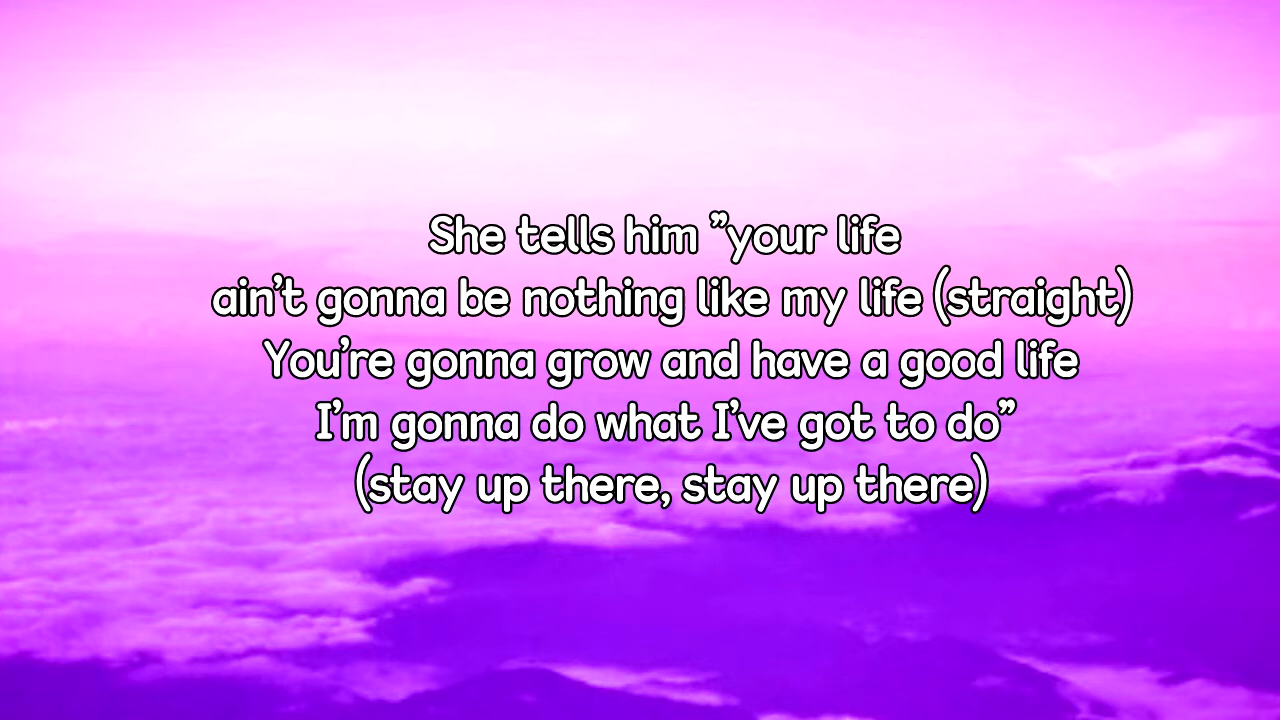 She tells him ”your life
ain’t gonna be nothing like my life (straight)
You’re gonna grow and have a good life
I’m gonna do what I’ve got to do”
(stay up there, stay up there)